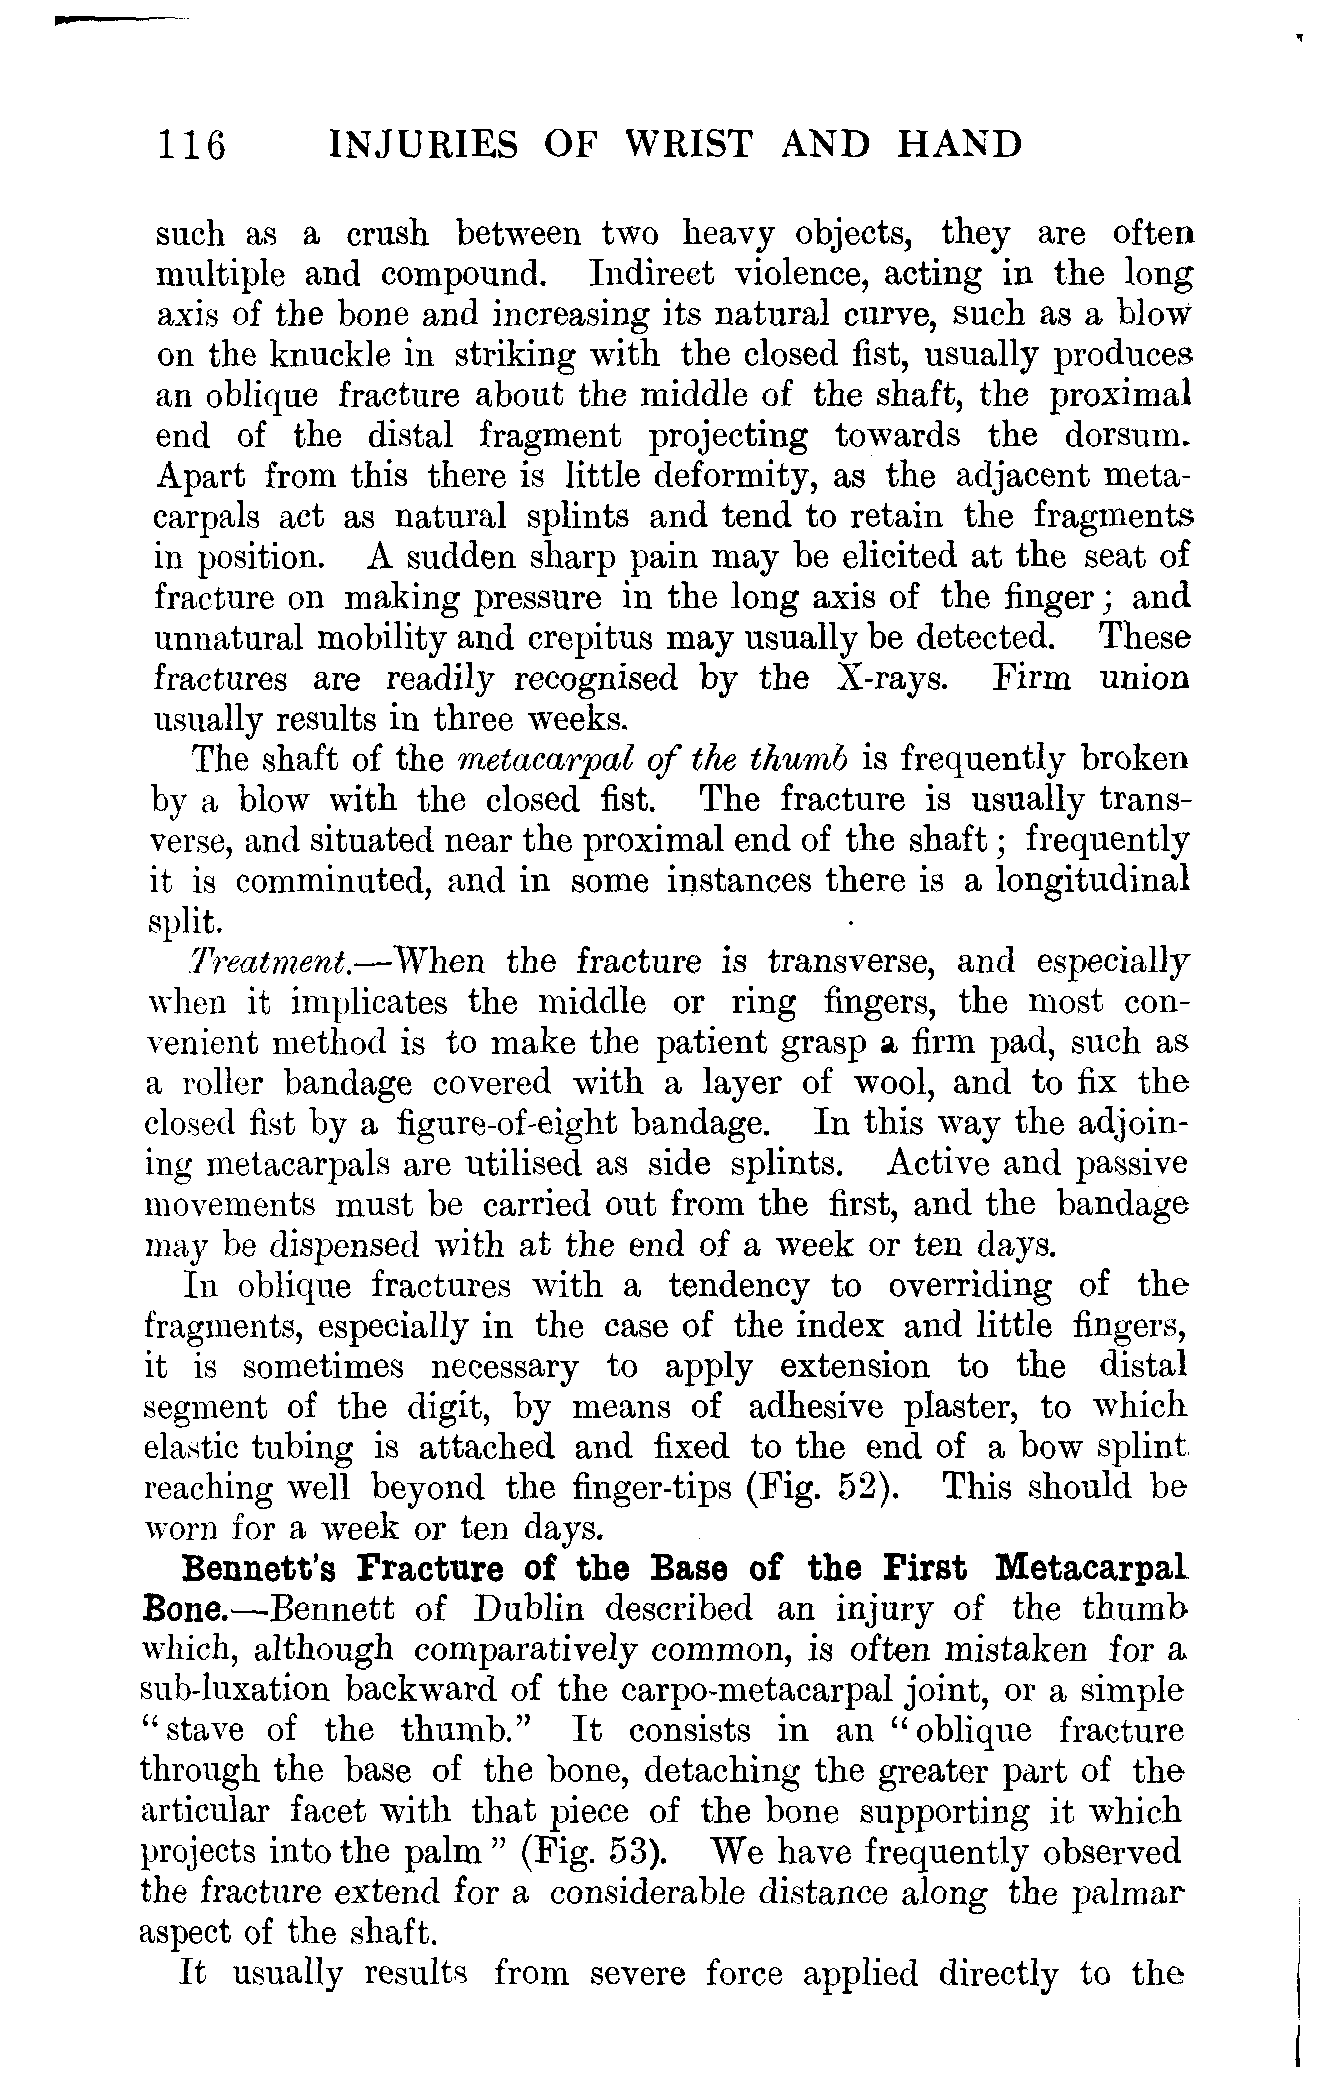 116 INJURIES OF WRIST AND HAND
such as a crush between two heavy objects, they are often
multiple and compound. Indirect violence, acting in the long
axis of the bone and increasing its natural curve, such as a blow
on the knuckle in striking with the closed fist, usually produces
an oblique fracture about the middle of the shaft, the proximal
end of the distal fragment projecting towards the dorsum.
Apart from this there is little deformity, as the adjacent meta-
carpals act as natural splints and tend to retain the fragments
in position. A sudden sharp pain may be elicited at the seat of
fracture on making pressure in the long axis of the finger; and
unnatural mobility and crepitus may usually be detected. These
fractures are readily recognised by the X-rays. Firm union
usually results in three weeks.
The shaft of the metacarpal of the thumb is frequently broken
by a blow with the closed fist. The fracture is usually trans-
verse, and situated near the proximal end of the shaft; frequently
it is comminuted, and in some instances there is a longitudinal
split.
Treatment.—When the fracture is transverse, and especially
when it implicates the middle or ring fingers, the most con-
venient method is to make the patient grasp a firm pad, such as
a roller bandage covered with a layer of wool, and to fix the
closed fist by a figure-of-eight bandage. In this way the adjoin-
ing metacarpals are utilised as side splints. Active and passive
movements must be carried out from the first, and the bandage
may be dispensed with at the end of a week or ten days.
In oblique fractures with a tendency to overriding of the
fragments, especially in the case of the index and little fingers,
it is sometimes necessary to apply extension to the distal
segment of the digit, by means of adhesive plaster, to which
elastic tubing is attached and fixed to the end of a bow splint
reaching well beyond the finger-tips (Fig. 52). This should be
worn for a week or ten days.
Bennett's Fracture of the Base of the First Metacarpal
Bone.—Bennett of Dublin described an injury of the thumb
which, although comparatively common, is often mistaken for a
sub-luxation backward of the carpo-metacarpal joint, or a simple
"stave of the thumb." It consists in an "oblique fracture
through the base of the bone, detaching the greater part of the
articular facet with that piece of the bone supporting it which
projects into the palm" (Fig. 53). We have frequently observed
the fracture extend for a considerable distance along the palmar
aspect of the shaft.
It usually results from severe force applied directly to the